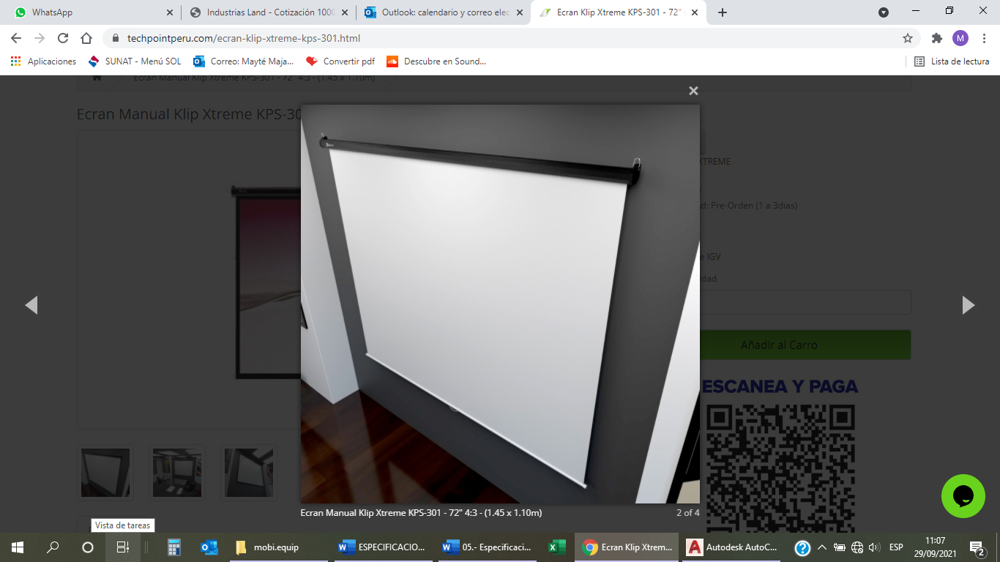 WhatsApp
Industrias Land - Cotización 1000
Outlook: calendario y correo elec
Ecran Klip Xtreme KPS-301 - 72"
techpointperu.com/ecran-klip-xtreme-kps-301.html
M
Aplicaciones
SUNAT - Menú SOL
Correo: Mayté Maja...
Convertir pdf
Descubre en Sound...
Lista de lectura
Ecran Manual Klip Xtreme KPS-301 - 72" 4:3 - (1.45 x 1.10m)
Ecran Manual Klip Xtreme KPS-30
XTREME
d: Pre-Orden (1 a 3dias)
e IGV
dad
Añadir al Carro
ESCANEA Y PAGA
Ecran Manual Klip Xtreme KPS-301 - 72" 4:3 - (1.45 x 1.10m)
2 of 4
Vista de tareas
mobi.equip
ESPECIFICACIO...
05.- Especificaci...
Ecran Klip Xtrem...
Autodesk AutoC...
ESP
11:07
29/09/2021
2